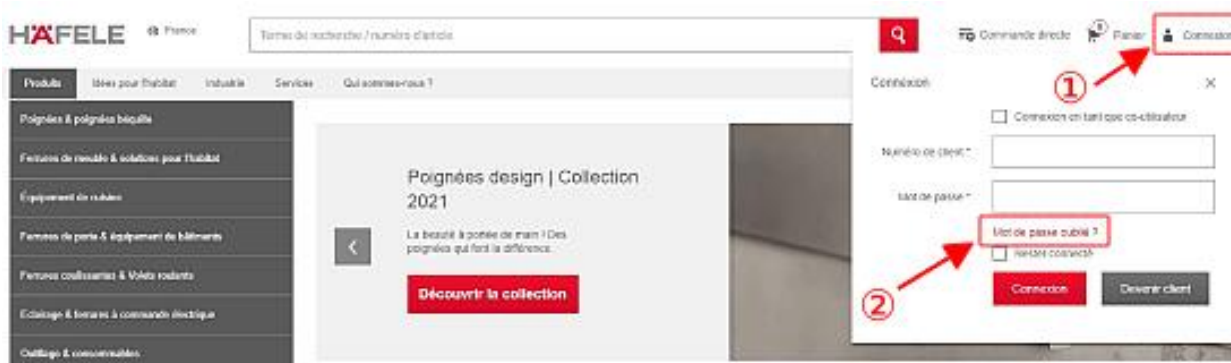 HÄFELE
France
Terme de recherche / numéro d'article
Commande directe
0
Panier
Connexion
Produits
Idées pour l'habitat
Industrie
Services
Qui sommes-nous ?
Poignées & poignées béquille
Ferrures de meuble & solutions pour l'habitat
Équipement de cuisine
Ferrures de porte & équipement de bâtiments
Ferrures coulissantes & Volets roulants
Eclairage & ferrures à commande électrique
Outillage & consommables
Poignées design | Collection
2021
La beauté à portée de main ! Des
poignées qui font la différence.
Découvrir la collection
①
Connexion
Connexion en tant que co-utilisateur
Numéro de client *
Mot de passe *
Mot de passe oublié ?
Rester connecté
②
Connexion
Devenir client